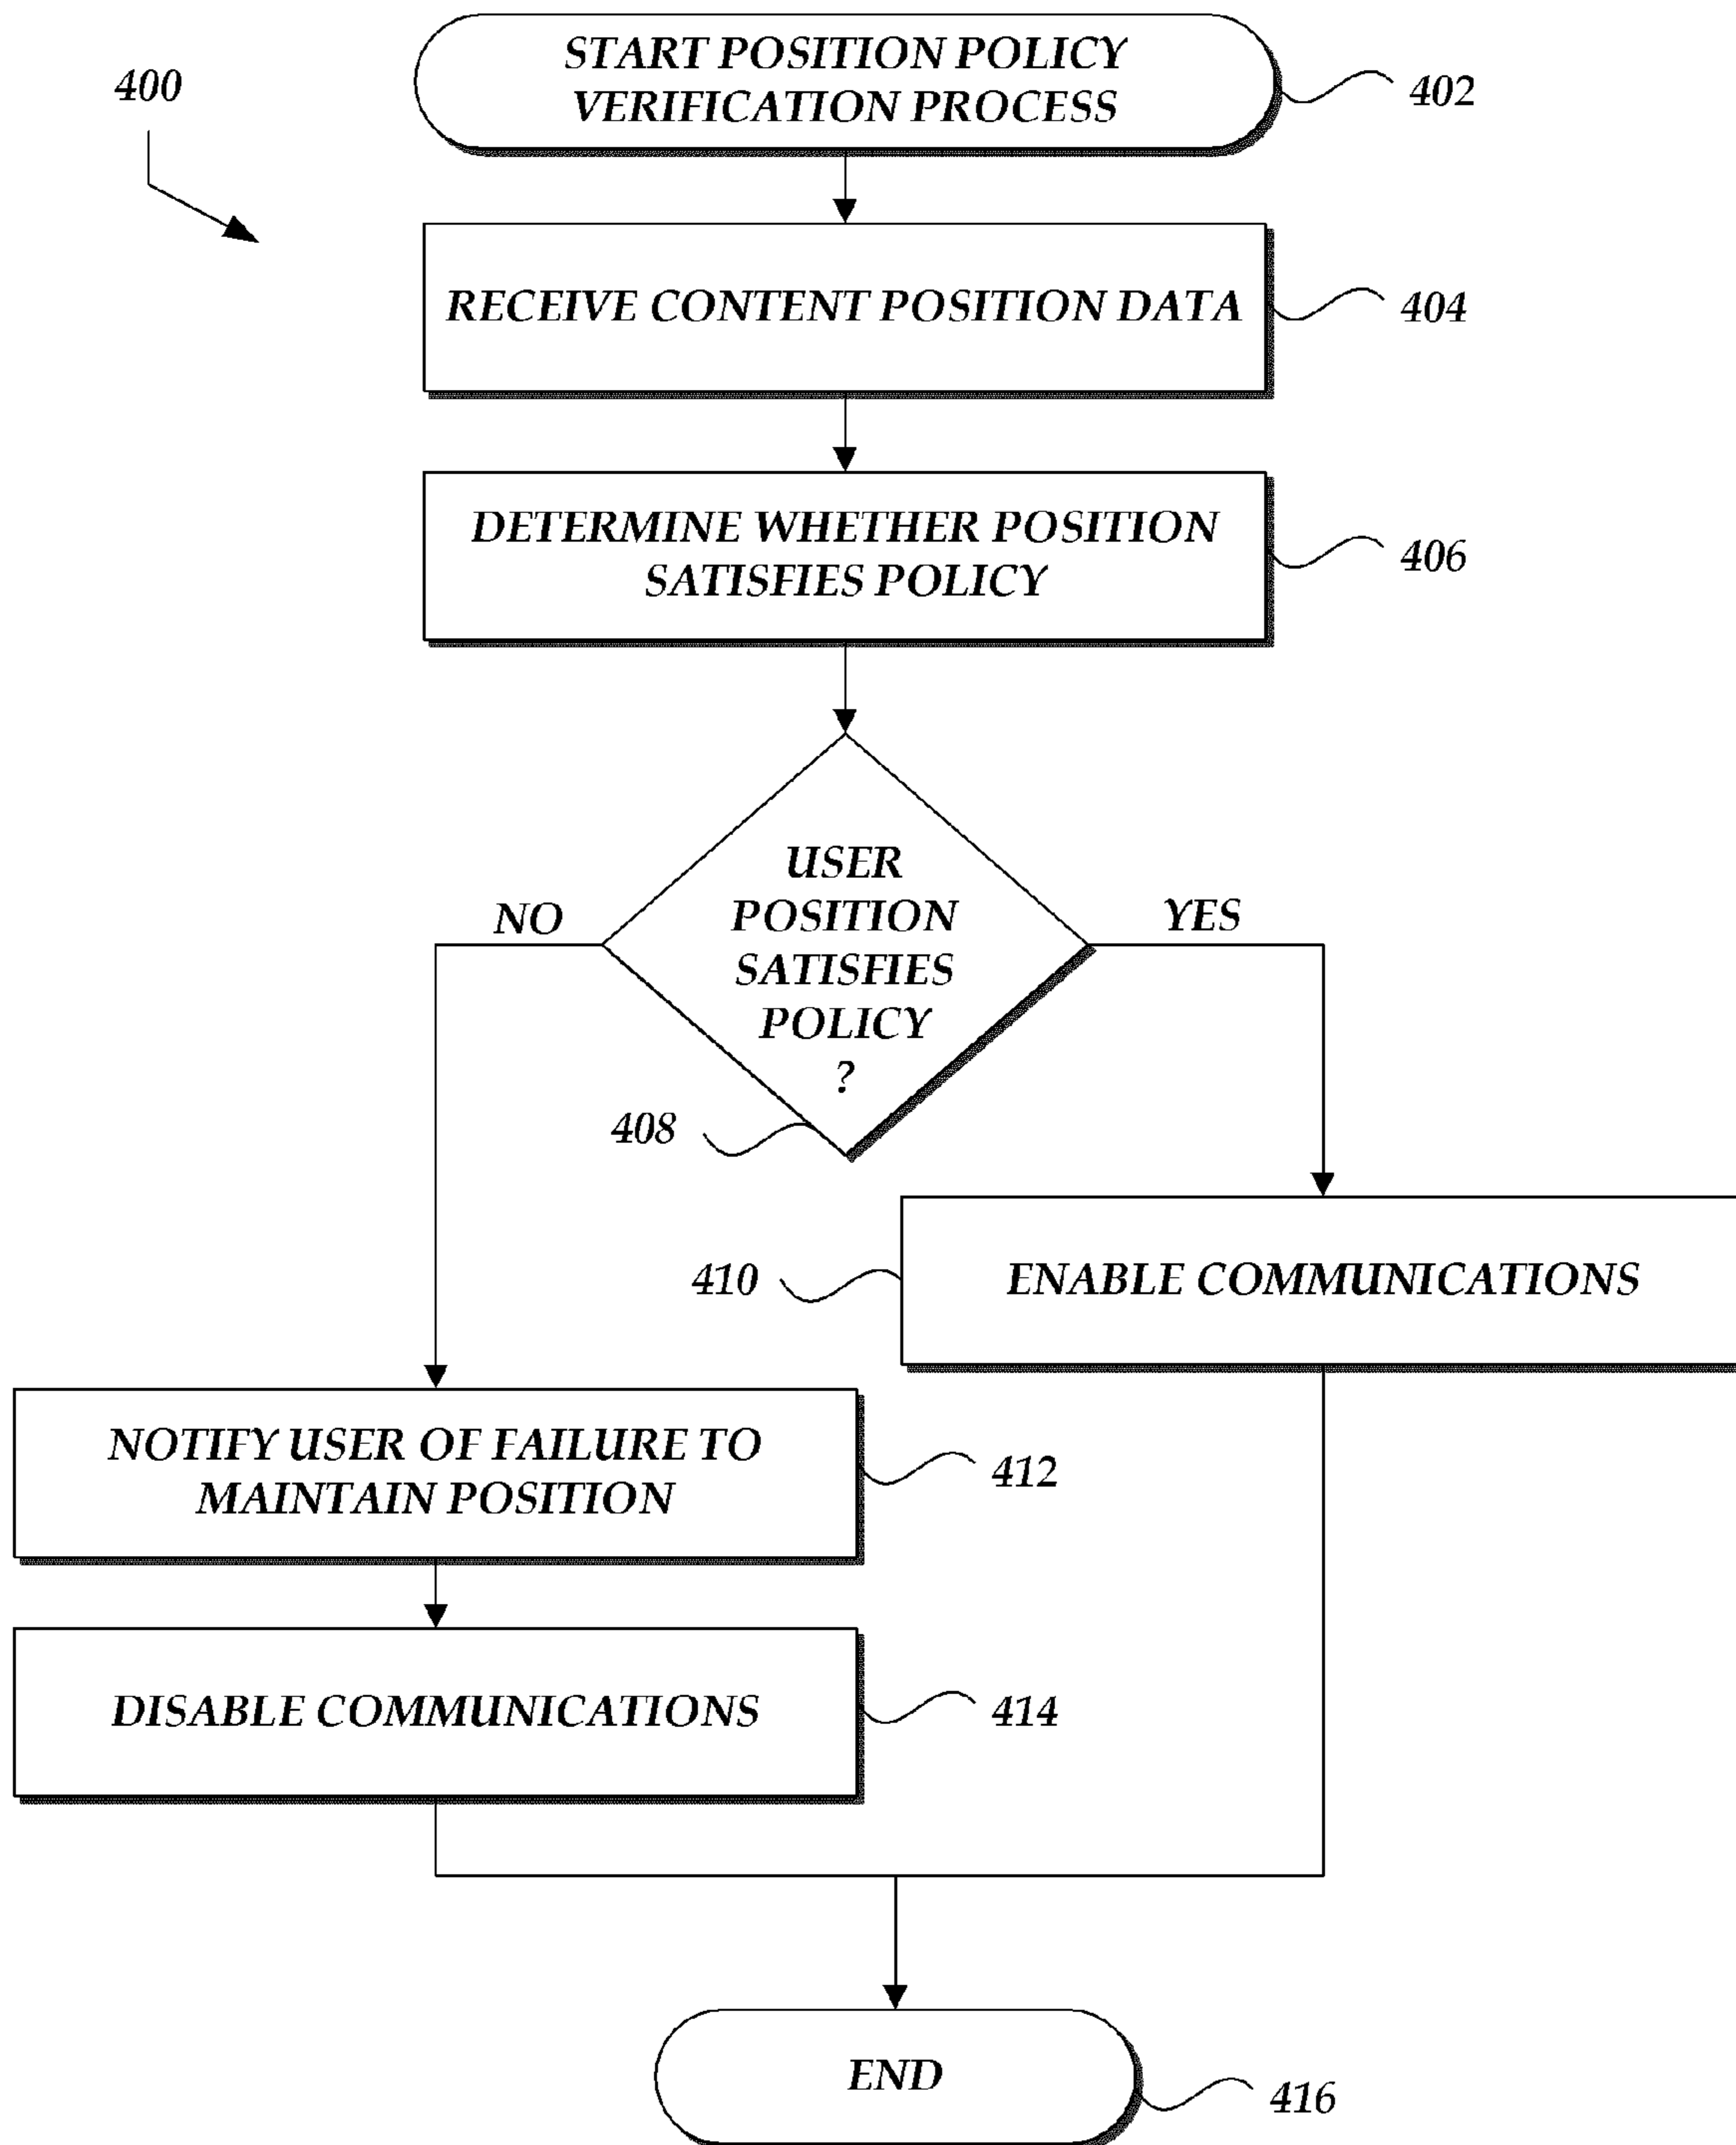 400
START POSITION POLICY
VERIFICATION PROCESS
402
RECEIVE CONTENT POSITION DATA
404
DETERMINE WHETHER POSITION
SATISFIES POLICY
406
USER
POSITION
SATISFIES
POLICY
?
NO
YES
408
410
ENABLE COMMUNICATIONS
NOTIFY USER OF FAILURE TO
MAINTAIN POSITION
412
DISABLE COMMUNICATIONS
414
END
416